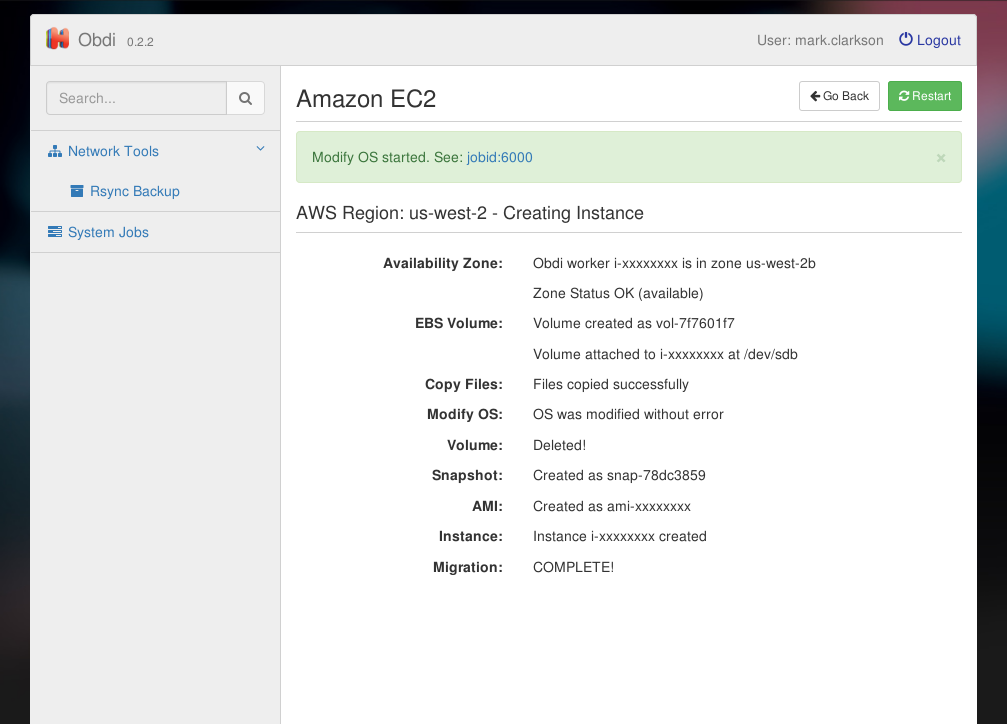 Obdi 0.2.2
User: mark.clarkson Logout
Search...
Network Tools
Rsync Backup
System Jobs
Amazon EC2
Go Back
Restart
Modify OS started. See: jobid:6000 ×
AWS Region: us-west-2 - Creating Instance
Availability Zone: Obdi worker i-xxxxxxxx is in zone us-west-2b
Zone Status OK (available)
EBS Volume: Volume created as vol-7f7601f7
Volume attached to i-xxxxxxxx at /dev/sdb
Copy Files: Files copied successfully
Modify OS: OS was modified without error
Volume: Deleted!
Snapshot: Created as snap-78dc3859
AMI: Created as ami-xxxxxxxx
Instance: Instance i-xxxxxxxx created
Migration: COMPLETE!